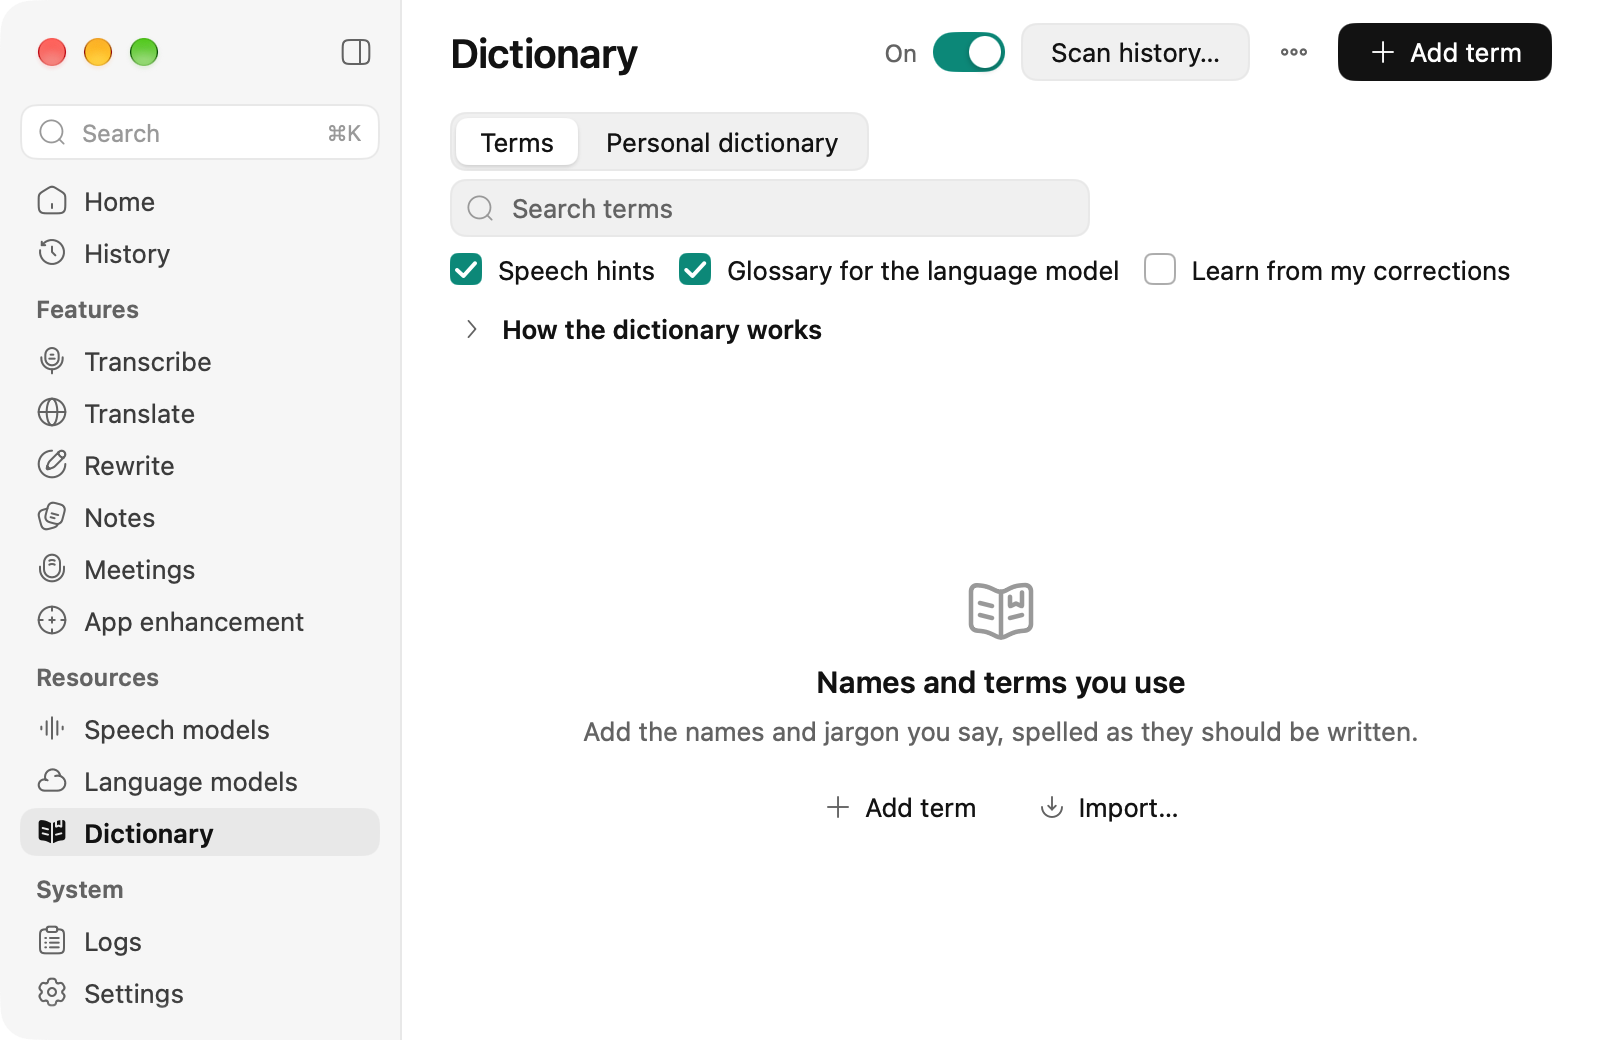 Search ⌘K
Home
History
Features
Transcribe
Translate
Rewrite
Notes
Meetings
App enhancement
Resources
Speech models
Language models
Dictionary
System
Logs
Settings
Dictionary
On
Scan history...
Add term
Terms
Personal dictionary
Search terms
Speech hints
Glossary for the language model
Learn from my corrections
How the dictionary works
Names and terms you use
Add the names and jargon you say, spelled as they should be written.
Add term
Import...